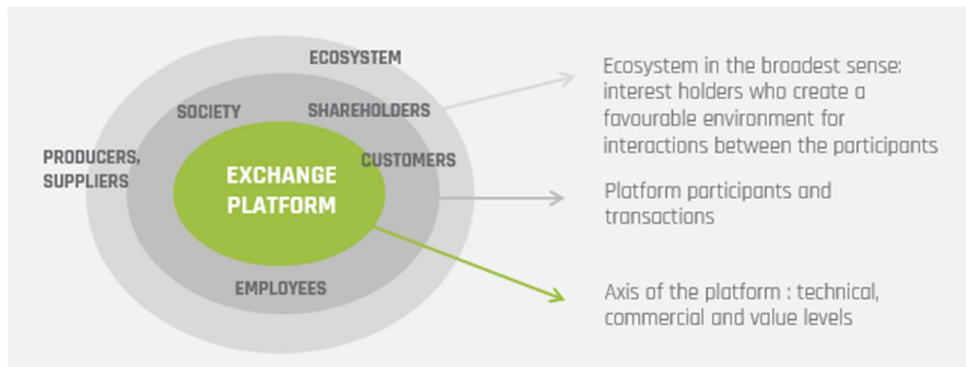 ECOSYSTEM
SOCIETY
SHAREHOLDERS
PRODUCERS,
SUPPLIERS
CUSTOMERS
EXCHANGE
PLATFORM
EMPLOYEES
Ecosystem in the broadest sense:
interest holders who create a
favourable environment for
interactions between the participants
Platform participants and
transactions
Axis of the platform : technical,
commercial and value levels